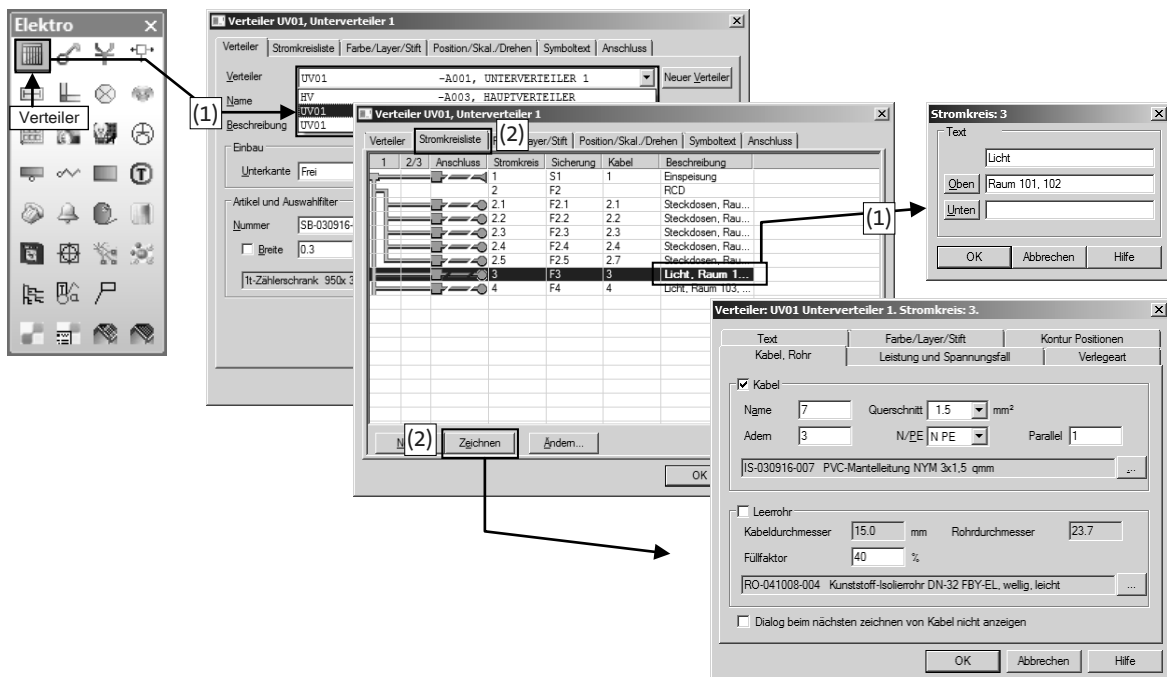 Elektro
Verteiler
(1)
Verteiler UV01, Unterverteiler 1
Verteiler Stromkreisliste Farbe/Layer/Stift Position/Skal./Drehen Symboltext Anschluss
Verteiler UV01 -A001, UNTERVERTEILER 1 Neuer Verteiler
Name HV -A003, HAUPTVERTEILER
UV01
Beschreibung UV01
Einbau
Unterkante Frei
Artikel und Auswahlfilter
Nummer SB-030916-
Breite 0.3
1t-Zählerschrank 950x 3
Verteiler UV01, Unterverteiler 1
(2)
Verteiler Stromkreisliste ayer/Stift Position/Skal./Drehen Symboltext Anschluss
1 2/3 Anschluss Stromkreis Sicherung Kabel Beschreibung
1 S1 1 Einspeisung
2 F2 RCD
2.1 F2.1 2.1 Steckdosen, Rau...
2.2 F2.2 2.2 Steckdosen, Rau...
2.3 F2.3 2.3 Steckdosen, Rau...
2.4 F2.4 2.4 Steckdosen, Rau...
2.5 F2.5 2.7 Steckdosen, Rau...
3 F3 3 Licht, Raum 1...
4 F4 4 Licht, Raum 103, ...
N (2) Zeichnen Ändern...
OK
(1)
Stromkreis: 3
Text
Licht
Oben Raum 101, 102
Unten
OK Abbrechen Hilfe
Verteiler: UV01 Unterverteiler 1. Stromkreis: 3.
Text Farbe/Layer/Stift Kontur Positionen
Kabel, Rohr Leistung und Spannungsfall Verlegeart
Kabel
Name 7 Querschnitt 1.5 mm²
Adern 3 N/PE N PE Parallel 1
IS-030916-007 PVC-Mantelleitung NYM 3x1,5 qmm ...
Leerrohr
Kabeldurchmesser 15.0 mm Rohrdurchmesser 23.7
Füllfaktor 40 %
RO-041008-004 Kunststoff-Isolierrohr DN-32 FBY-EL, wellig, leicht ...
Dialog beim nächsten zeichnen von Kabel nicht anzeigen
OK Abbrechen Hilfe